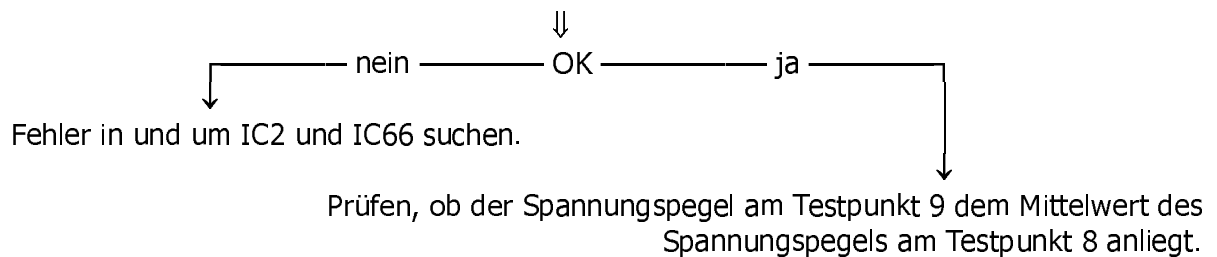 nein OK ja
Fehler in und um IC2 und IC66 suchen.
Prüfen, ob der Spannungspegel am Testpunkt 9 dem Mittelwert des
Spannungspegels am Testpunkt 8 anliegt.